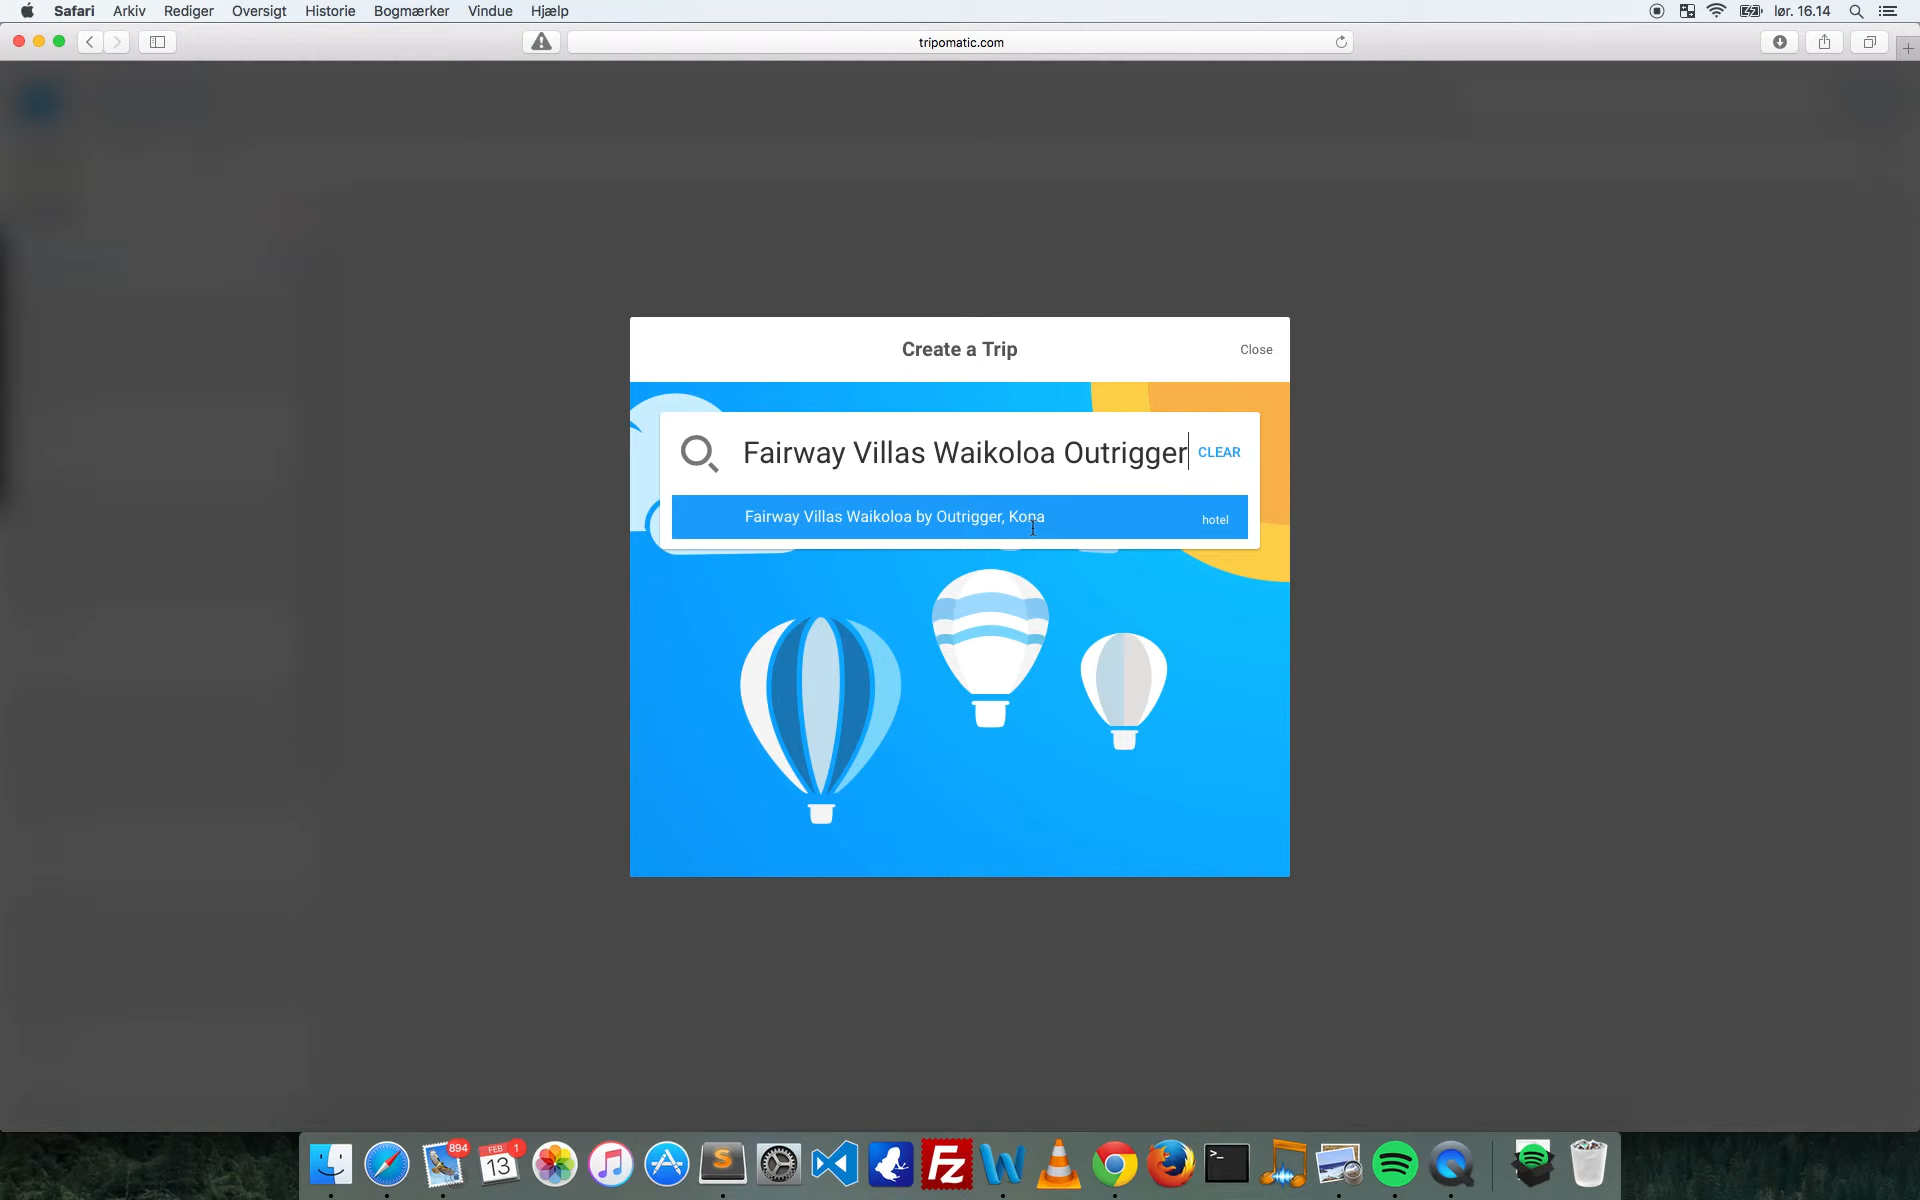 Safari Arkiv Rediger Oversigt Historie Bogmærker Vindue Hjælp lør. 16.14
tripomatic.com
Create a Trip Close
Fairway Villas Waikoloa Outrigger CLEAR
Fairway Villas Waikoloa by Outrigger, Kona hotel
894
FEB 1
13
S
FZ
W
>_